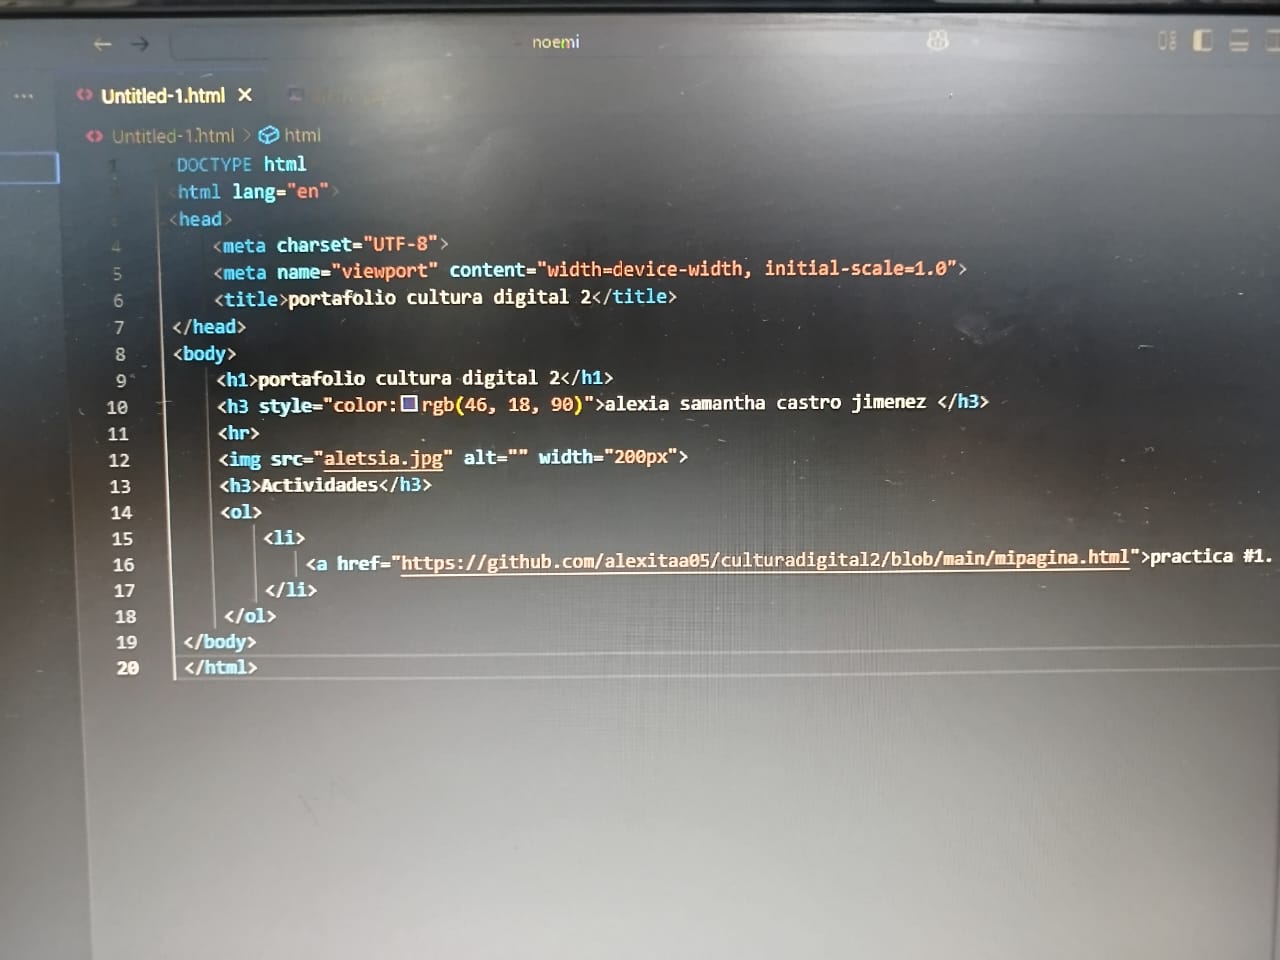 noemi
Untitled-1.html
Untitled-1.html > html
1 DOCTYPE html
html lang="en">
<head>
4 <meta charset="UTF-8">
5 <meta name="viewport" content="width=device-width, initial-scale=1.0">
6 <title>portafolio cultura digital 2</title>
7 </head>
8 <body>
9 <h1>portafolio cultura digital 2</h1>
10 <h3 style="color:rgb(46, 18, 90)">alexia samantha castro jimenez </h3>
11 <hr>
12 <img src="aletsia.jpg" alt="" width="200px">
13 <h3>Actividades</h3>
14 <ol>
15 <li>
16 <a href="https://github.com/alexitaa05/culturadigital2/blob/main/mipagina.html">practica #1.
17 </li>
18 </ol>
19 </body>
20 </html>